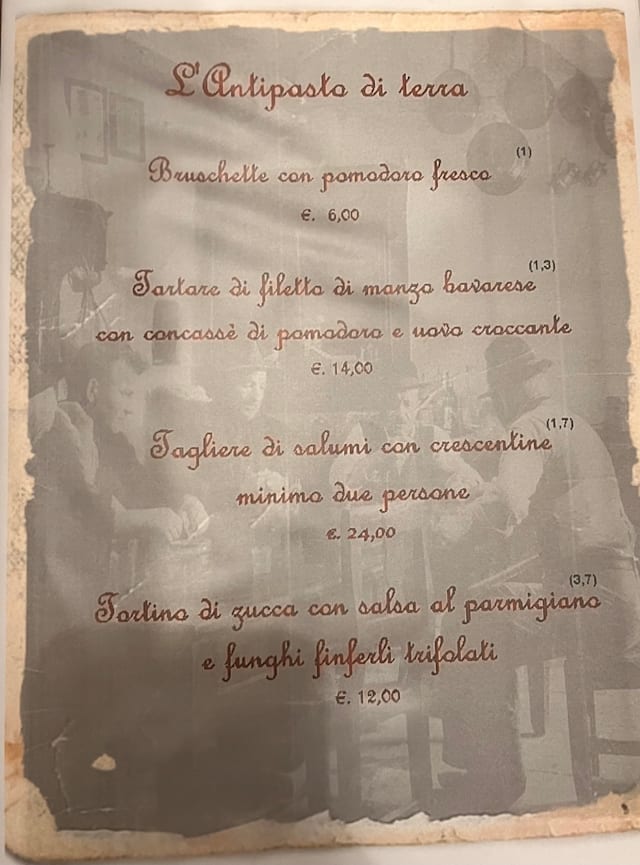 L'Antipasto di terra
Bruschette con pomodoro fresco (1)
€. 6,00
Tartare di filetto di manzo bavarese (1,3)
con concassè di pomodoro e uovo croccante
€. 14,00
Tagliere di salumi con crescentine (1,7)
minimo due persone
€. 24,00
Tortino di zucca con salsa al parmigiano (3,7)
e funghi finferli trifolati
€. 12,00